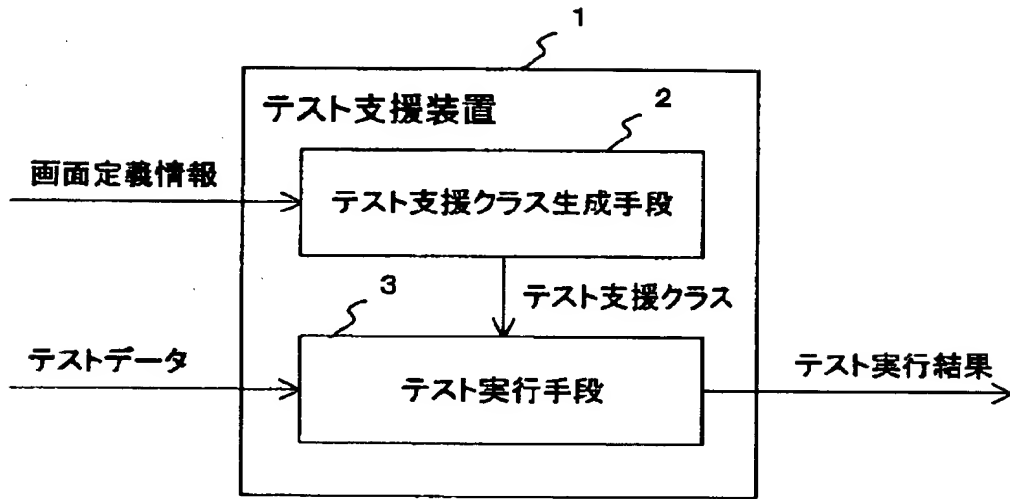 1
テスト支援装置
2
画面定義情報
テスト支援クラス生成手段
3
テスト支援クラス
テストデータ
テスト実行手段
テスト実行結果